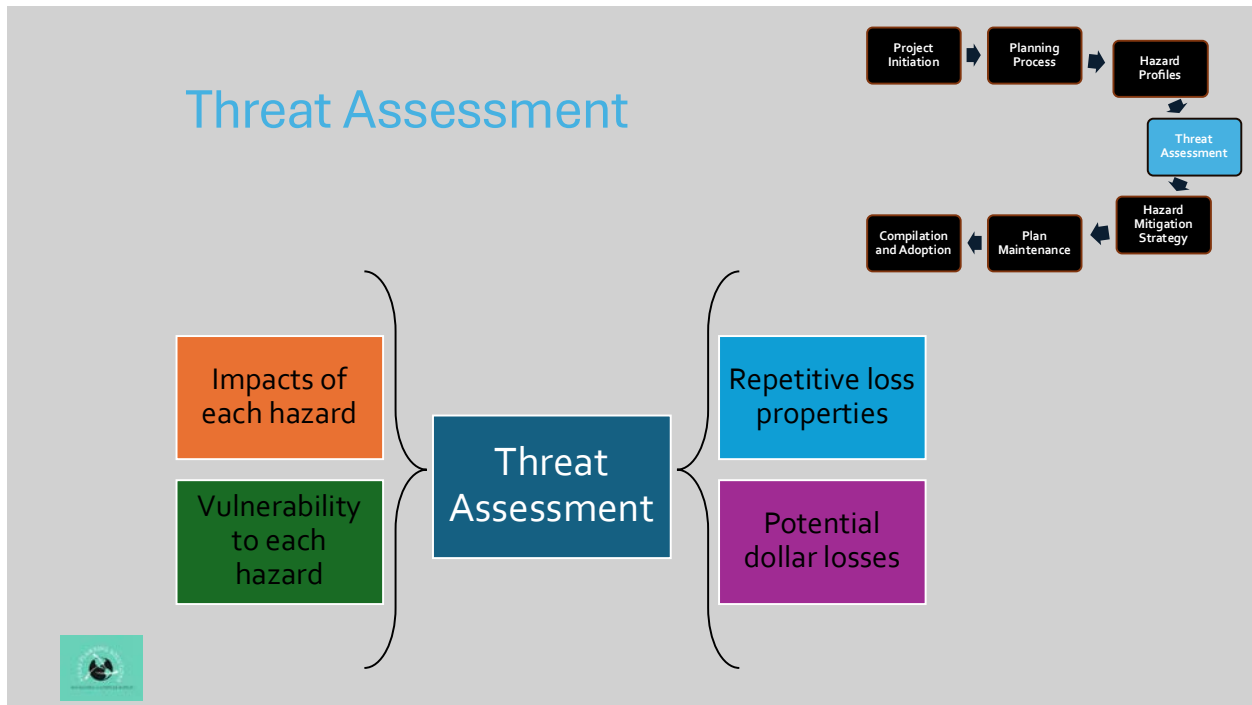 Threat Assessment
Project
Initiation
Planning
Process
Hazard
Profiles
Threat
Assessment
Hazard
Mitigation
Strategy
Plan
Maintenance
Compilation
and Adoption
Impacts of
each hazard
Vulnerability
to each
hazard
Threat
Assessment
Repetitive loss
properties
Potential
dollar losses